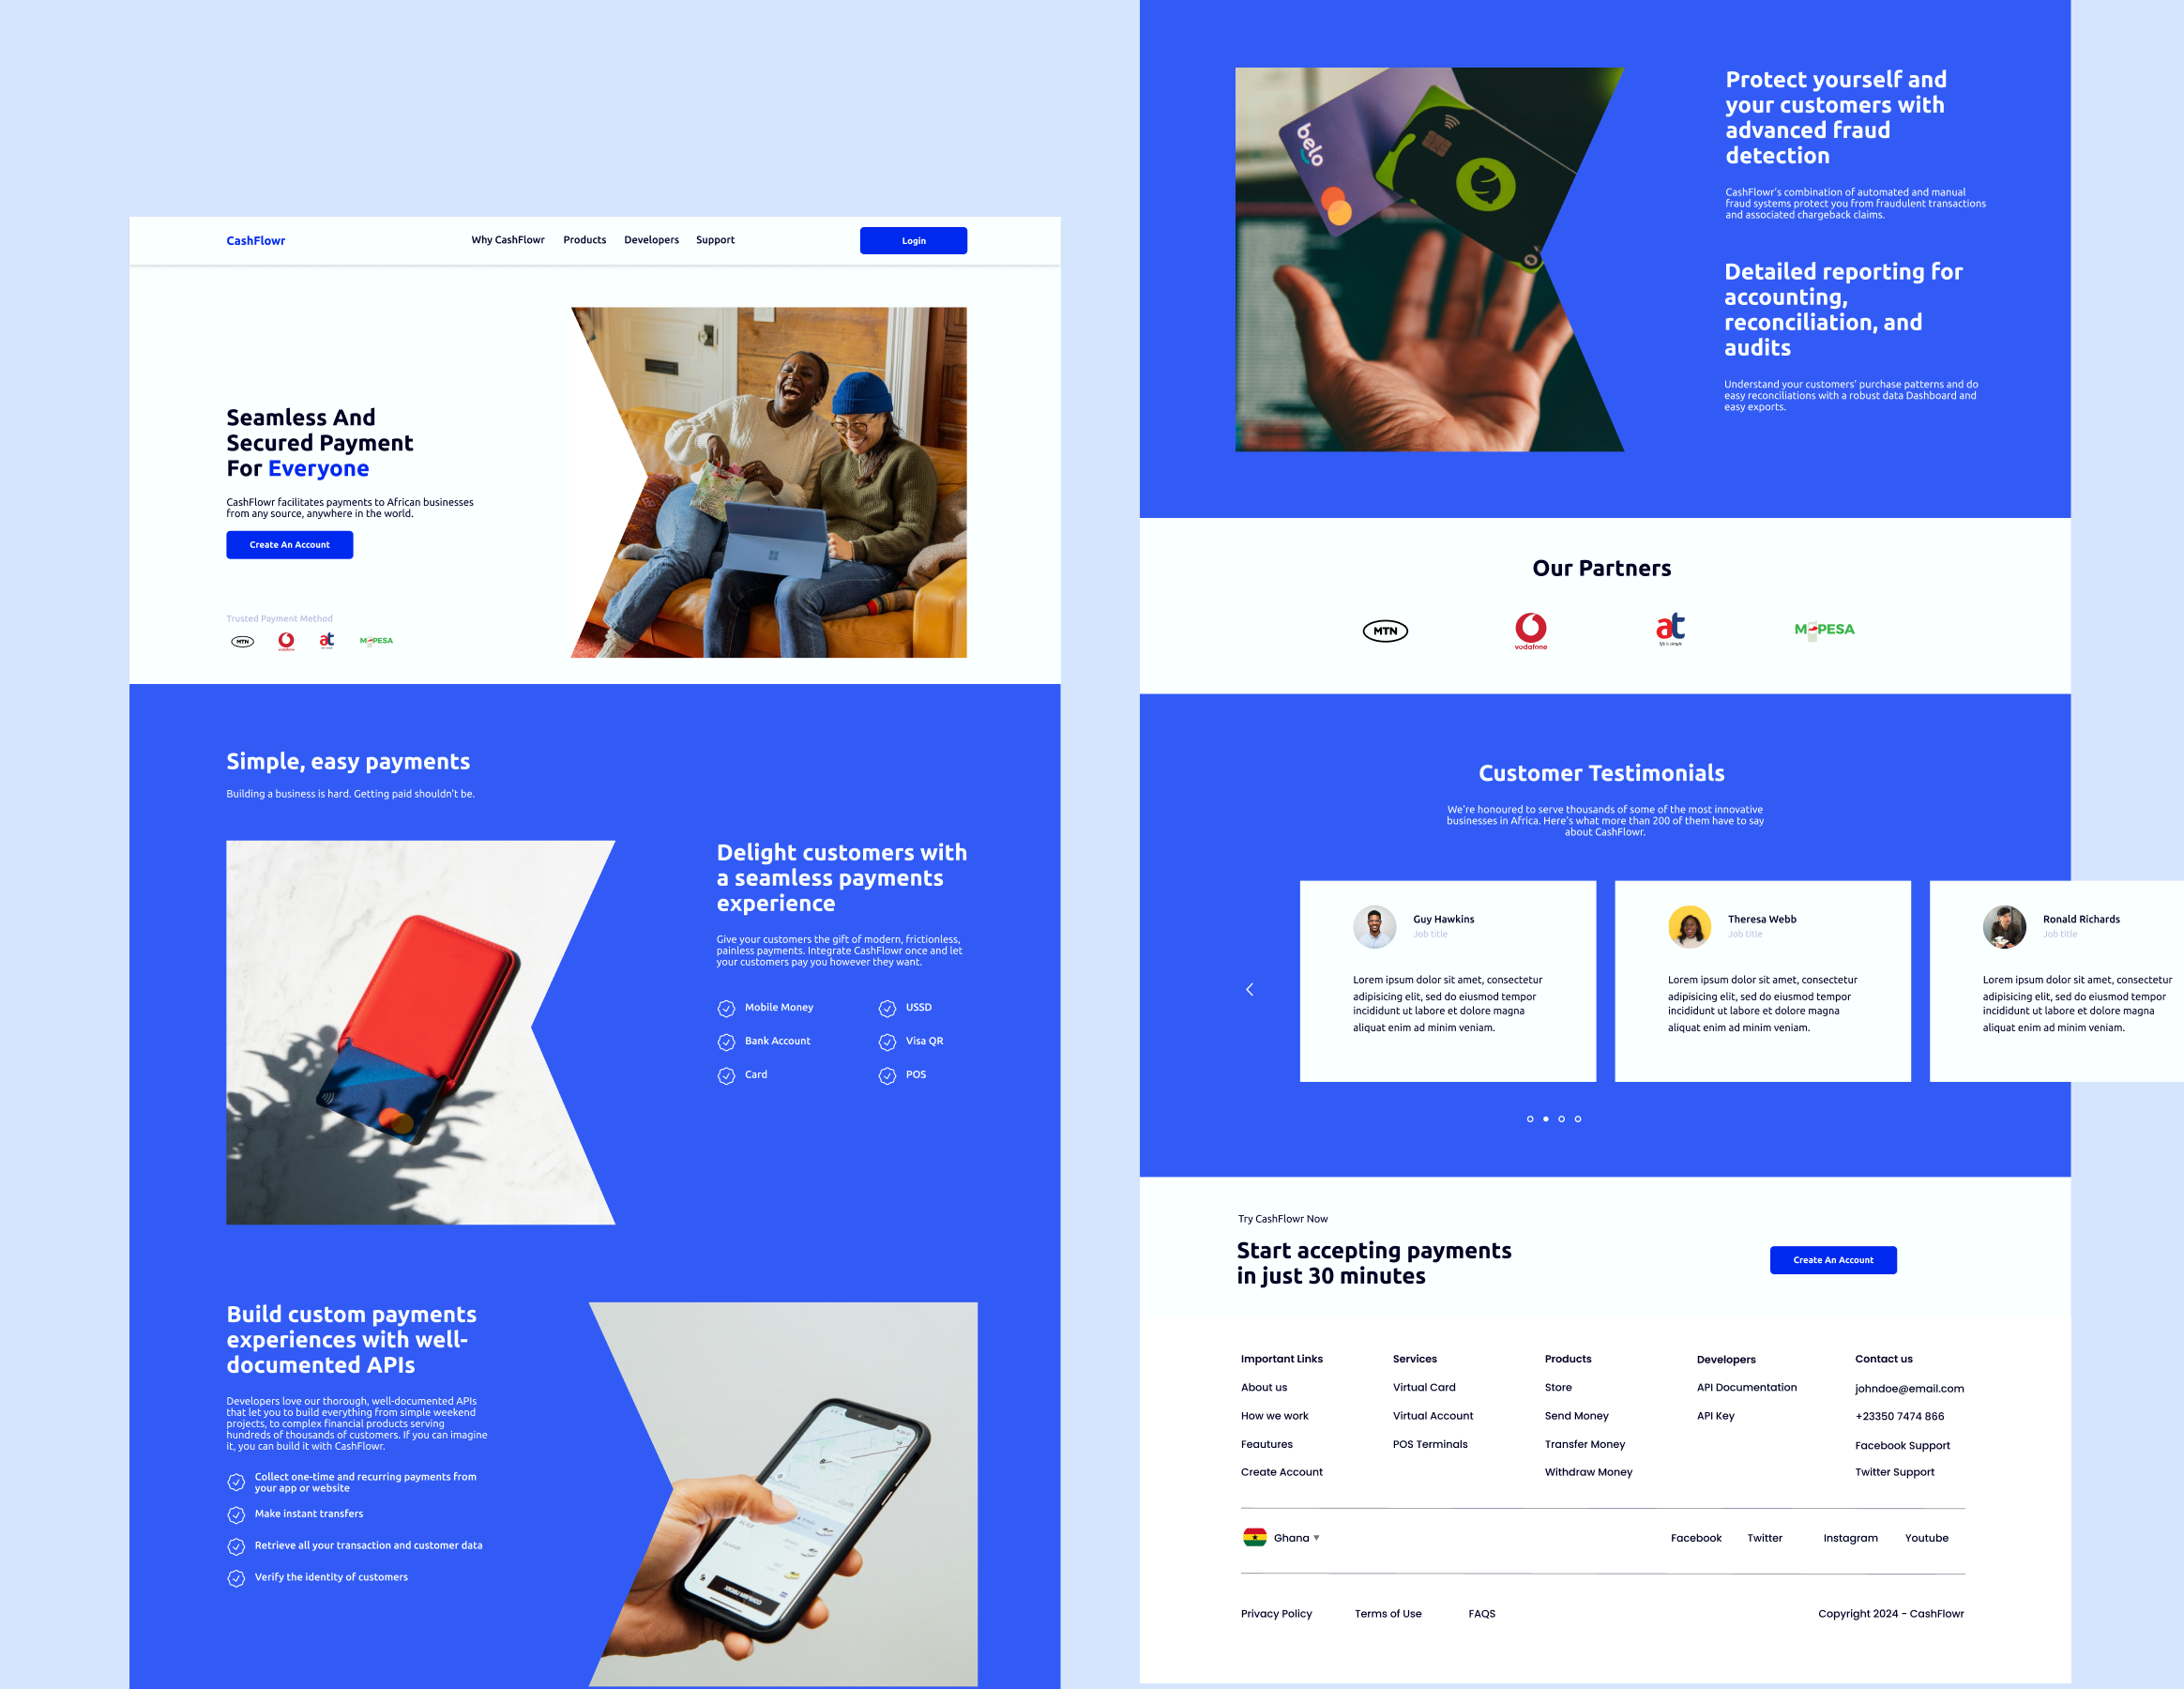 CashFlowr
Why CashFlowr Products Developers Support
Login
Seamless And
Secured Payment
For Everyone
CashFlowr facilitates payments to African businesses
from any source, anywhere in the world.
Create An Account
Trusted Payment Method
MTN
vodafone
at
M-PESA
Simple, easy payments
Building a business is hard. Getting paid shouldn't be.
Delight customers with
a seamless payments
experience
Give your customers the gift of modern, frictionless,
painless payments. Integrate CashFlowr once and let
your customers pay you however they want.
Mobile Money USSD
Bank Account Visa QR
Card POS
Build custom payments
experiences with well-
documented APIs
Developers love our thorough, well-documented APIs
that let you to build everything from simple weekend
projects, to complex financial products serving
hundreds of thousands of customers. If you can imagine
it, you can build it with CashFlowr.
Collect one-time and recurring payments from
your app or website
Make instant transfers
Retrieve all your transaction and customer data
Verify the identity of customers
belo
Protect yourself and
your customers with
advanced fraud
detection
CashFlowr's combination of automated and manual
fraud systems protect you from fraudulent transactions
and associated chargeback claims.
Detailed reporting for
accounting,
reconciliation, and
audits
Understand your customers' purchase patterns and do
easy reconciliations with a robust data Dashboard and
easy exports.
Our Partners
MTN
vodafone
at
life is simple
M-PESA
Customer Testimonials
We're honoured to serve thousands of some of the most innovative
businesses in Africa. Here's what more than 200 of them have to say
about CashFlowr.
Guy Hawkins
Job title
Lorem ipsum dolor sit amet, consectetur
adipisicing elit, sed do eiusmod tempor
incididunt ut labore et dolore magna
aliquat enim ad minim veniam.
Theresa Webb
Job title
Lorem ipsum dolor sit amet, consectetur
adipisicing elit, sed do eiusmod tempor
incididunt ut labore et dolore magna
aliquat enim ad minim veniam.
Ronald Richards
Job title
Lorem ipsum dolor sit amet, consectetur
adipisicing elit, sed do eiusmod tempor
incididunt ut labore et dolore magna
aliquat enim ad minim veniam.
Try CashFlowr Now
Start accepting payments
in just 30 minutes
Create An Account
Important Links
About us
How we work
Feautures
Create Account
Services
Virtual Card
Virtual Account
POS Terminals
Products
Store
Send Money
Transfer Money
Withdraw Money
Developers
API Documentation
API Key
Contact us
johndoe@email.com
+23350 7474 866
Facebook Support
Twitter Support
Ghana
Facebook Twitter Instagram Youtube
Privacy Policy Terms of Use FAQS
Copyright 2024 - CashFlowr